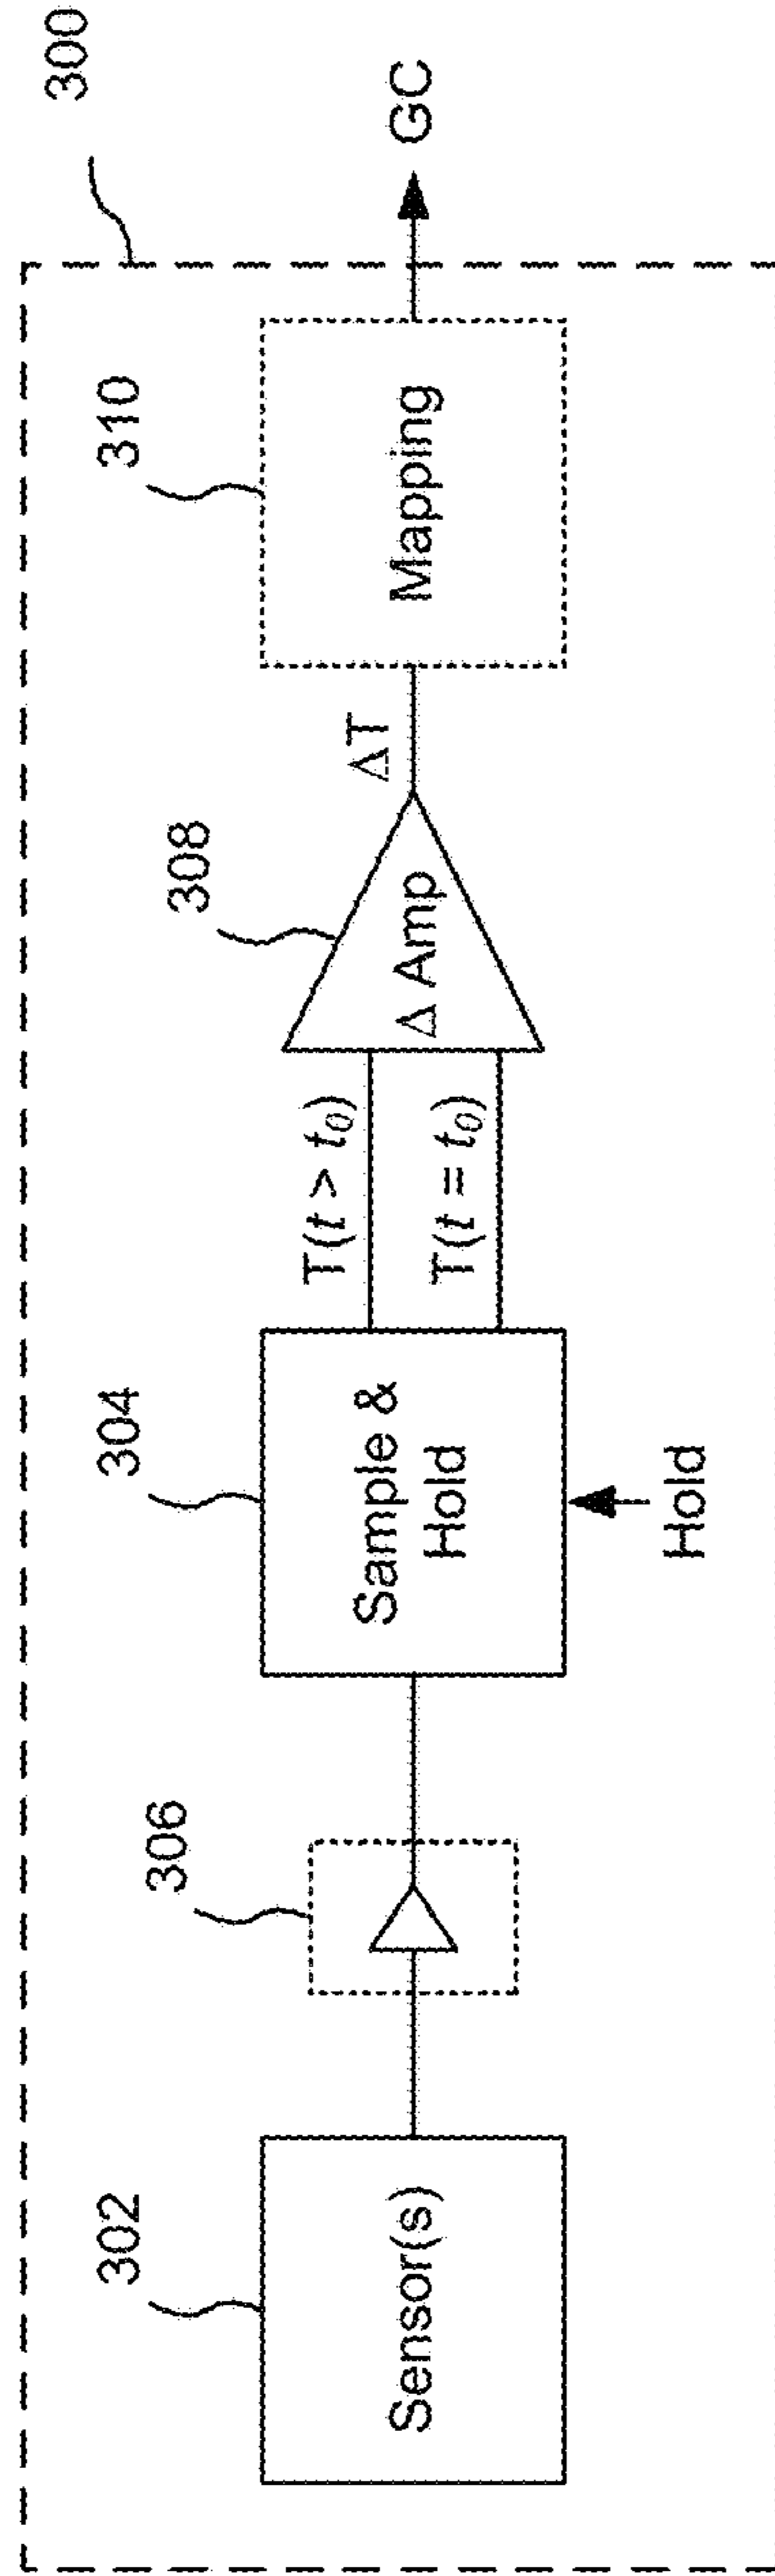 300
302
Sensor(s)
306
304
Sample &
Hold
Hold
T(t > t₀)
T(t = t₀)
308
Δ Amp
ΔT
310
Mapping
GC